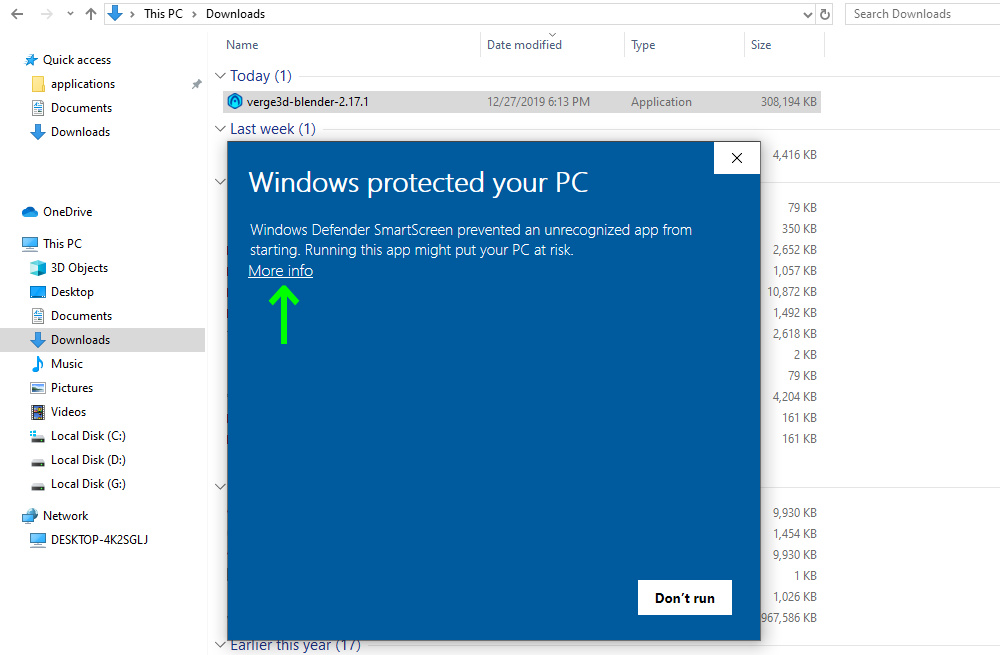 This PC > Downloads
Search Downloads
Quick access
applications
Documents
Downloads
OneDrive
This PC
3D Objects
Desktop
Documents
Downloads
Music
Pictures
Videos
Local Disk (C:)
Local Disk (D:)
Local Disk (G:)
Network
DESKTOP-4K2SGLJ
Name Date modified Type Size
Today (1)
verge3d-blender-2.17.1 12/27/2019 6:13 PM Application 308,194 KB
Last week (1)
4,416 KB
79 KB
350 KB
2,652 KB
1,057 KB
10,872 KB
1,492 KB
2,618 KB
2 KB
79 KB
4,204 KB
161 KB
161 KB
9,930 KB
1,454 KB
9,930 KB
1 KB
1,026 KB
967,586 KB
Earlier this year (17)
Windows protected your PC
Windows Defender SmartScreen prevented an unrecognized app from
starting. Running this app might put your PC at risk.
More info
Don't run